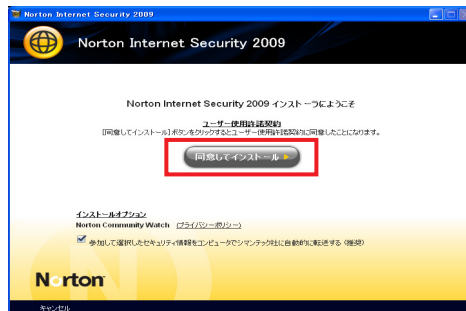 Norton Internet Security 2009
Norton Internet Security 2009
Norton Internet Security 2009 インストーラにようこそ
ユーザー使用許諾契約
[同意してインストール]ボタンをクリックするとユーザー使用許諾契約に同意したことになります。
同意してインストール
インストールオプション
Norton Community Watch (プライバシーポリシー)
参加して選択したセキュリティ情報をコンピュータでシマンテック社に自動的に転送する (推奨)
Norton
キャンセル